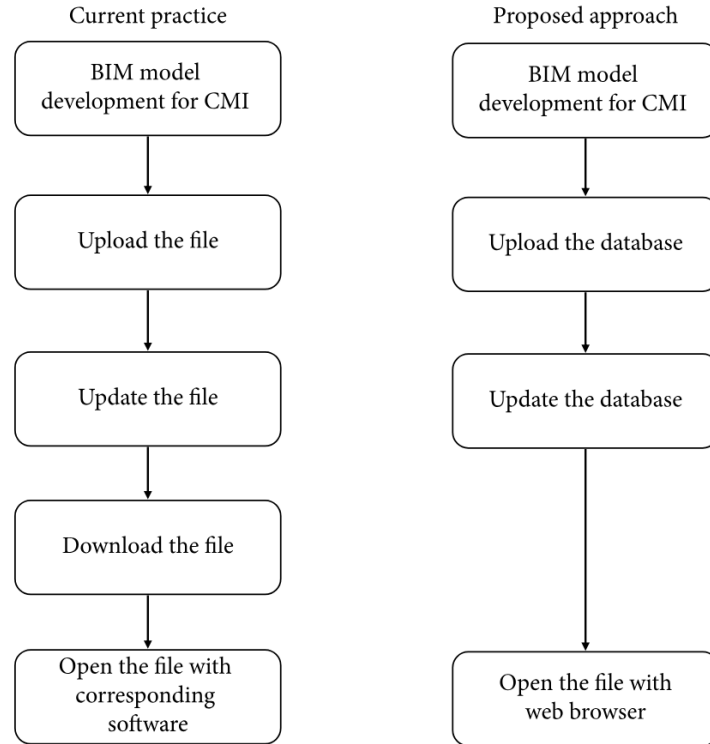 Current practice
BIM model
development for CMI
Upload the file
Update the file
Download the file
Open the file with
corresponding
software
Proposed approach
BIM model
development for CMI
Upload the database
Update the database
Open the file with
web browser